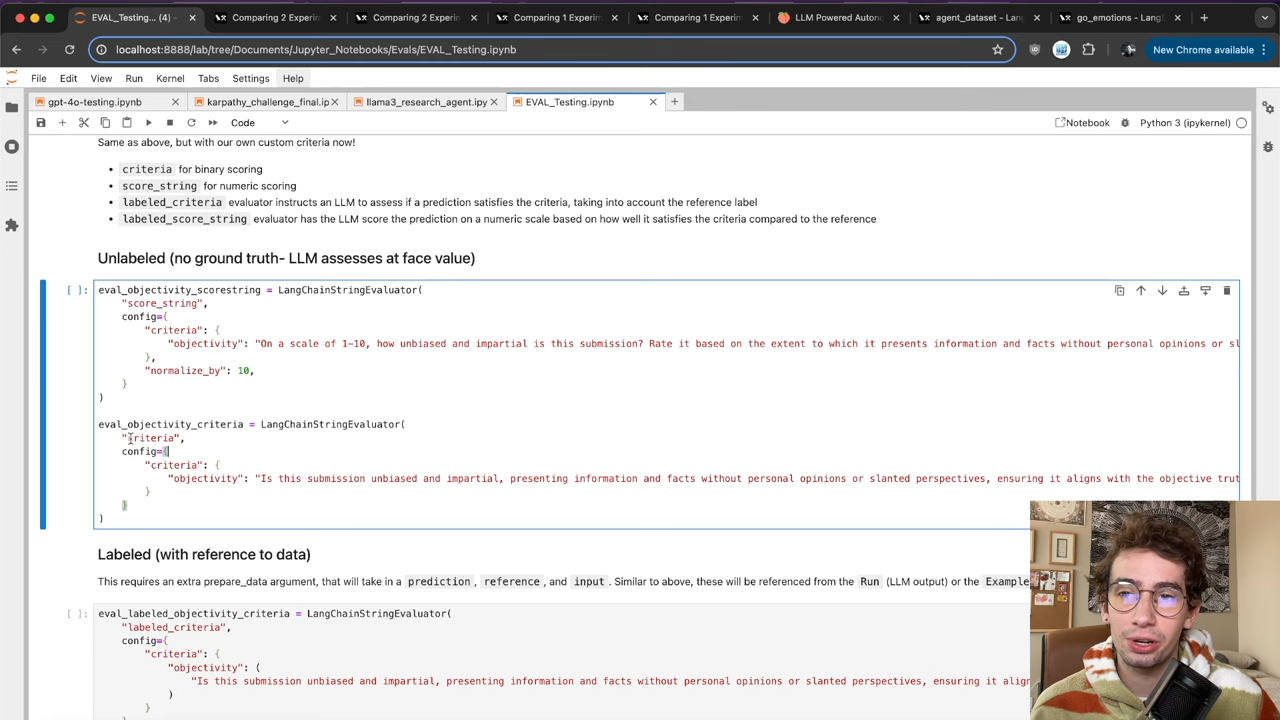 EVAL_Testing... (4) -
Comparing 2 Experim
Comparing 2 Experim
Comparing 1 Experim
Comparing 1 Experim
LLM Powered Autono
agent_dataset - Lang
go_emotions - LangS
localhost:8888/lab/tree/Documents/Jupyter_Notebooks/Evals/EVAL_Testing.ipynb
New Chrome available
File Edit View Run Kernel Tabs Settings Help
gpt-4o-testing.ipynb
karpathy_challenge_final.ip
llama3_research_agent.ipy
EVAL_Testing.ipynb
Code
Notebook
Python 3 (ipykernel)
Same as above, but with our own custom criteria now!
• criteria for binary scoring
• score_string for numeric scoring
• labeled_criteria evaluator instructs an LLM to assess if a prediction satisfies the criteria, taking into account the reference label
• labeled_score_string evaluator has the LLM score the prediction on a numeric scale based on how well it satisfies the criteria compared to the reference
Unlabeled (no ground truth- LLM assesses at face value)
[ ]: eval_objectivity_scorestring = LangChainStringEvaluator(
"score_string",
config={
"criteria": {
"objectivity": "On a scale of 1-10, how unbiased and impartial is this submission? Rate it based on the extent to which it presents information and facts without personal opinions or sl
},
"normalize_by": 10,
}
)
eval_objectivity_criteria = LangChainStringEvaluator(
"criteria",
config={
"criteria": {
"objectivity": "Is this submission unbiased and impartial, presenting information and facts without personal opinions or slanted perspectives, ensuring it aligns with the objective trut
}
}
)
Labeled (with reference to data)
This requires an extra prepare_data argument, that will take in a prediction , reference , and input . Similar to above, these will be referenced from the Run (LLM output) or the Example
[ ]: eval_labeled_objectivity_criteria = LangChainStringEvaluator(
"labeled_criteria",
config={
"criteria": {
"objectivity": (
"Is this submission unbiased and impartial, presenting information and facts without personal opinions or slanted perspectives, ensuring it align
)
}